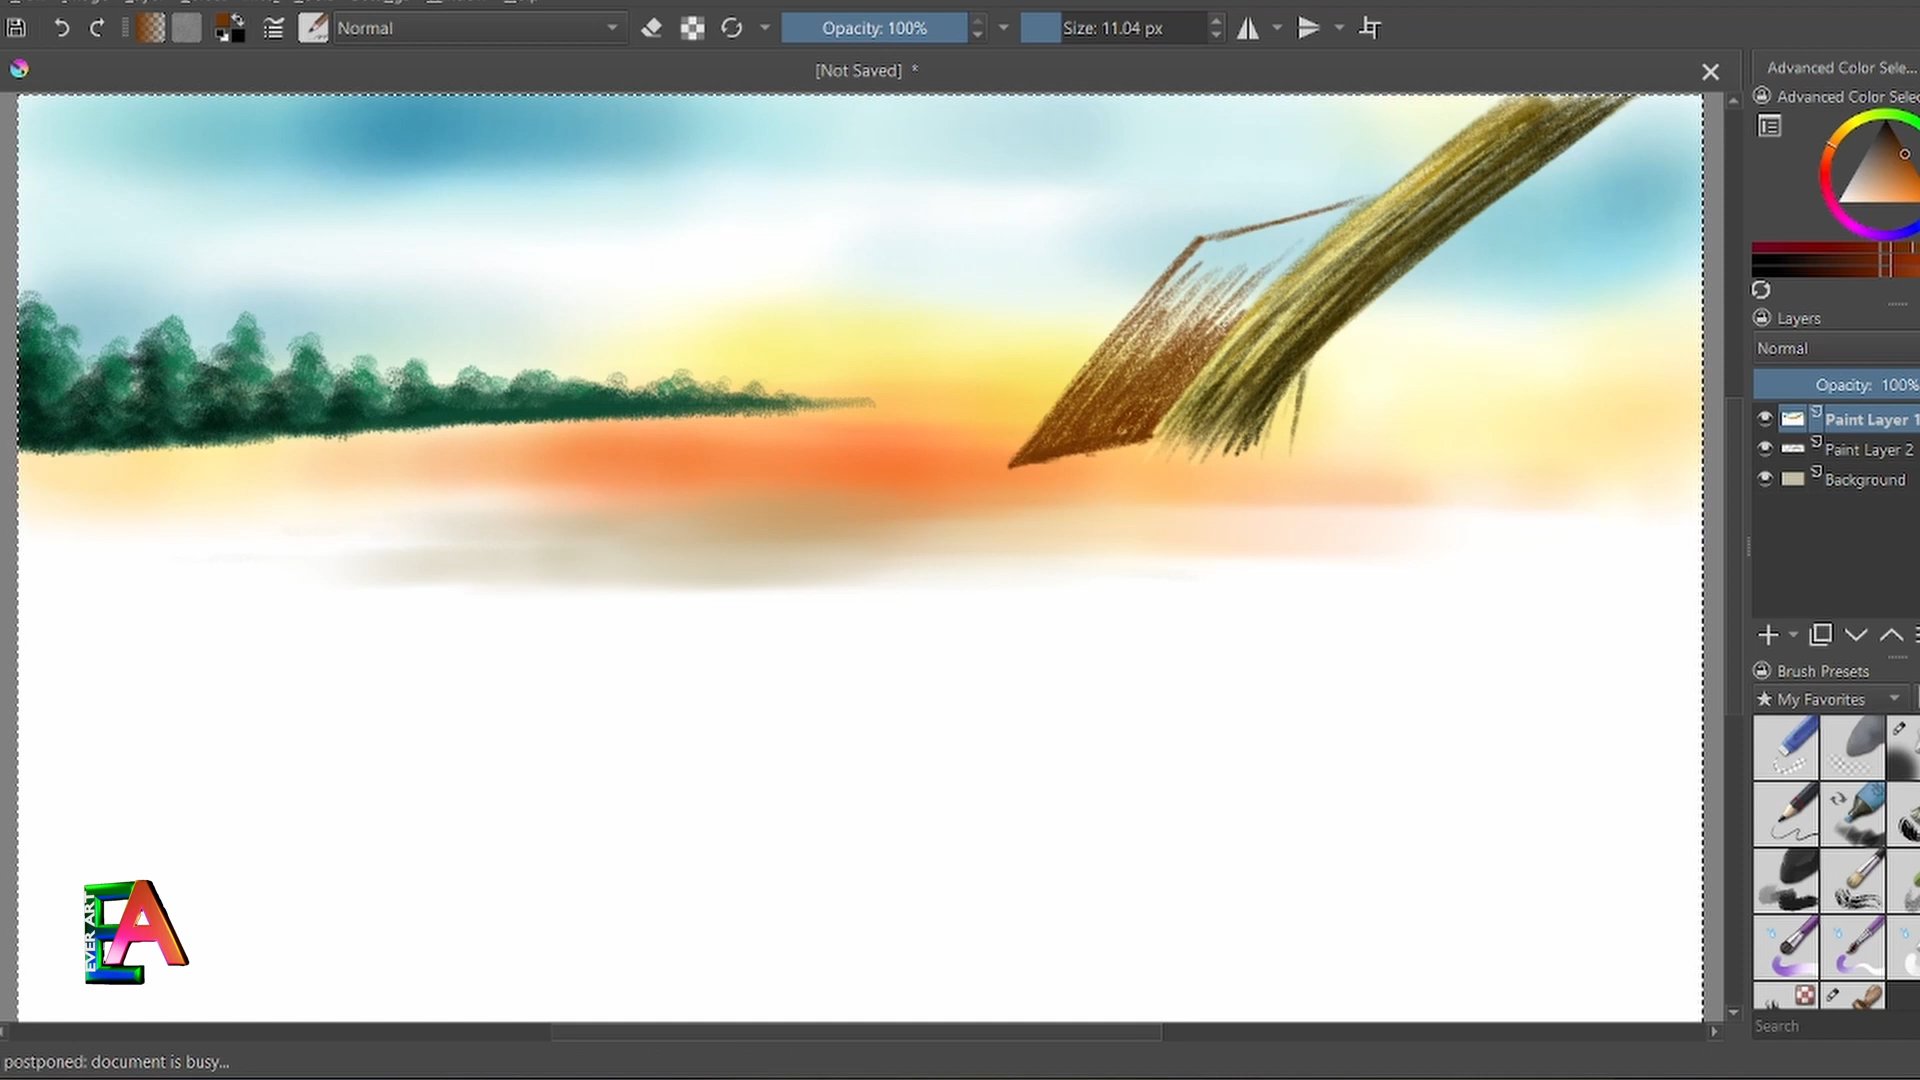 Normal
Opacity: 100%
Size: 11.04 px
[Not Saved] *
Advanced Color Sele...
Advanced Color Selec
Layers
Normal
Opacity: 100%
Paint Layer 1
Paint Layer 2
Background
Brush Presets
My Favorites
Search
EVER ART
EA
postponed: document is busy...